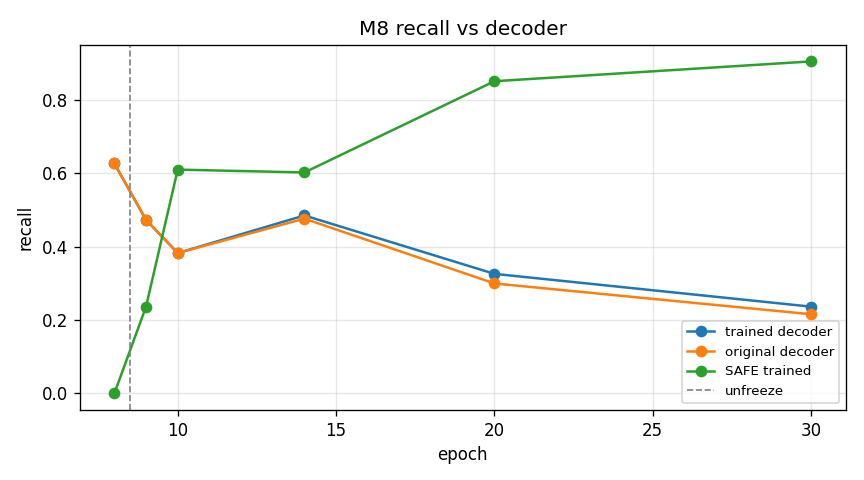 M8 recall vs decoder
recall
0.8
0.6
0.4
0.2
0.0
10 15 20 25 30
epoch
trained decoder
original decoder
SAFE trained
unfreeze